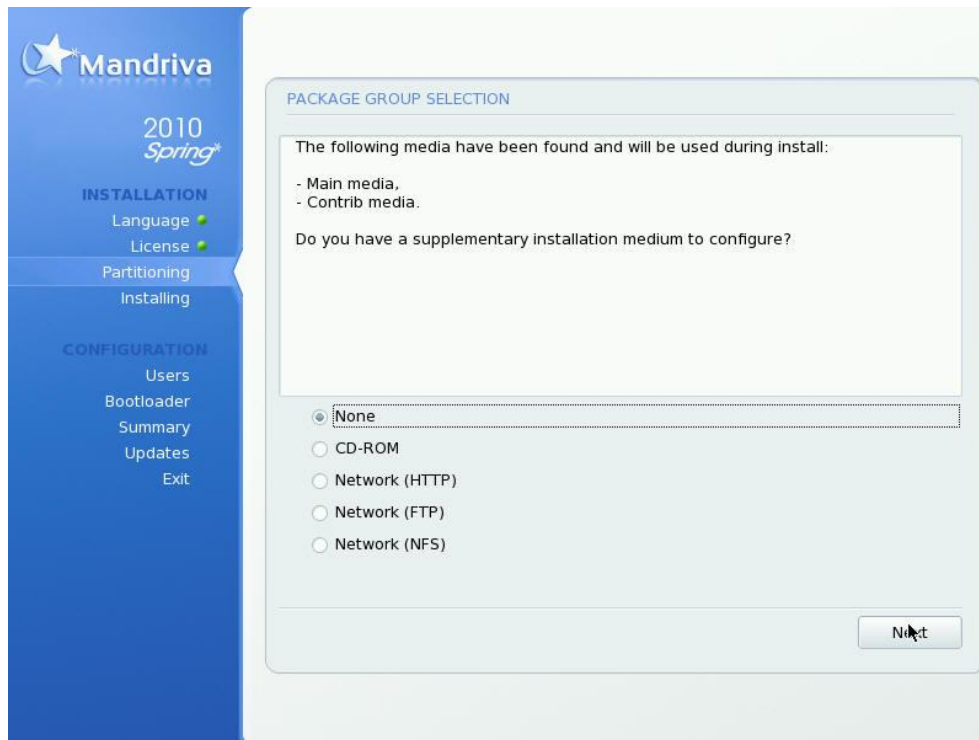 Mandriva
2010
Spring*
INSTALLATION
Language
License
Partitioning
Installing
CONFIGURATION
Users
Bootloader
Summary
Updates
Exit
PACKAGE GROUP SELECTION
The following media have been found and will be used during install:
- Main media,
- Contrib media.
Do you have a supplementary installation medium to configure?
None
CD-ROM
Network (HTTP)
Network (FTP)
Network (NFS)
Next